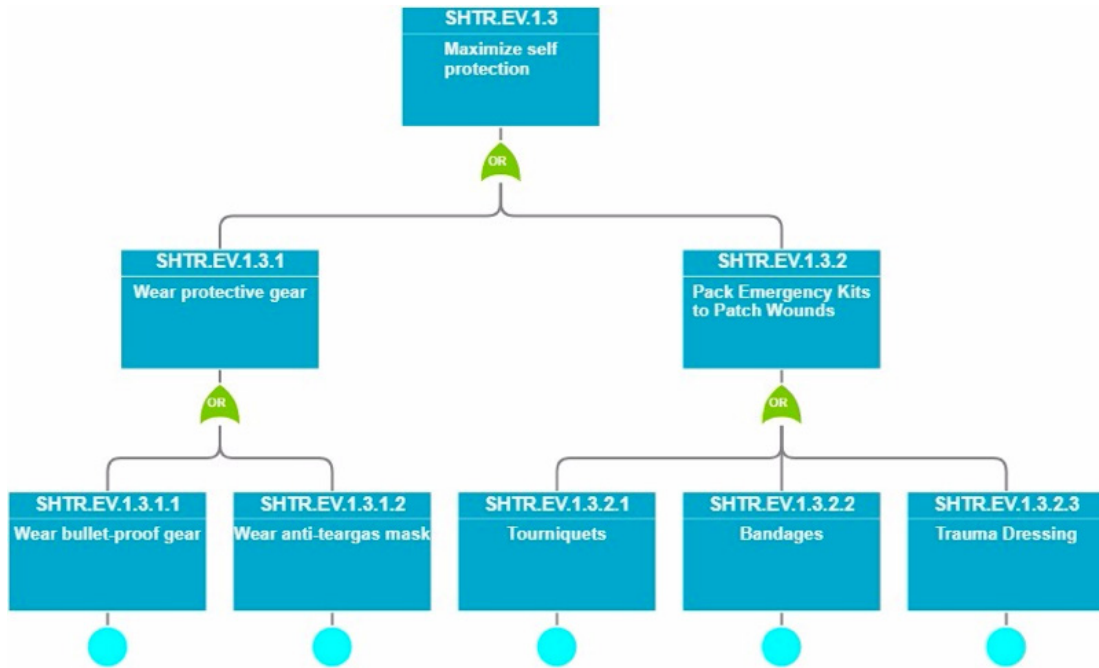 SHTR.EV.1.3
Maximize self
protection
OR
SHTR.EV.1.3.1
Wear protective gear
SHTR.EV.1.3.2
Pack Emergency Kits
to Patch Wounds
OR
OR
SHTR.EV.1.3.1.1
Wear bullet-proof gear
SHTR.EV.1.3.1.2
Wear anti-teargas mask
SHTR.EV.1.3.2.1
Tourniquets
SHTR.EV.1.3.2.2
Bandages
SHTR.EV.1.3.2.3
Trauma Dressing